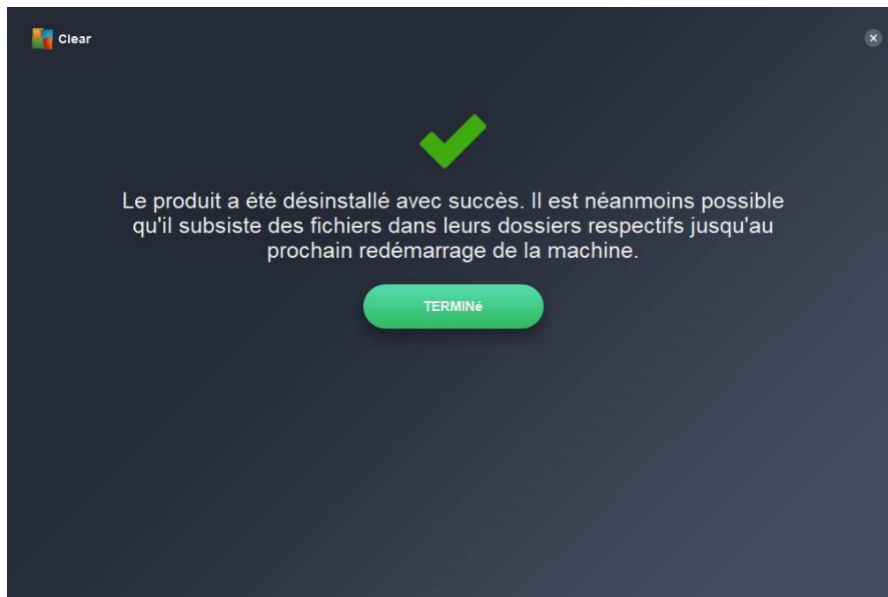 Clear
Le produit a été désinstallé avec succès. Il est néanmoins possible
qu'il subsiste des fichiers dans leurs dossiers respectifs jusqu'au
prochain redémarrage de la machine.
TERMINé